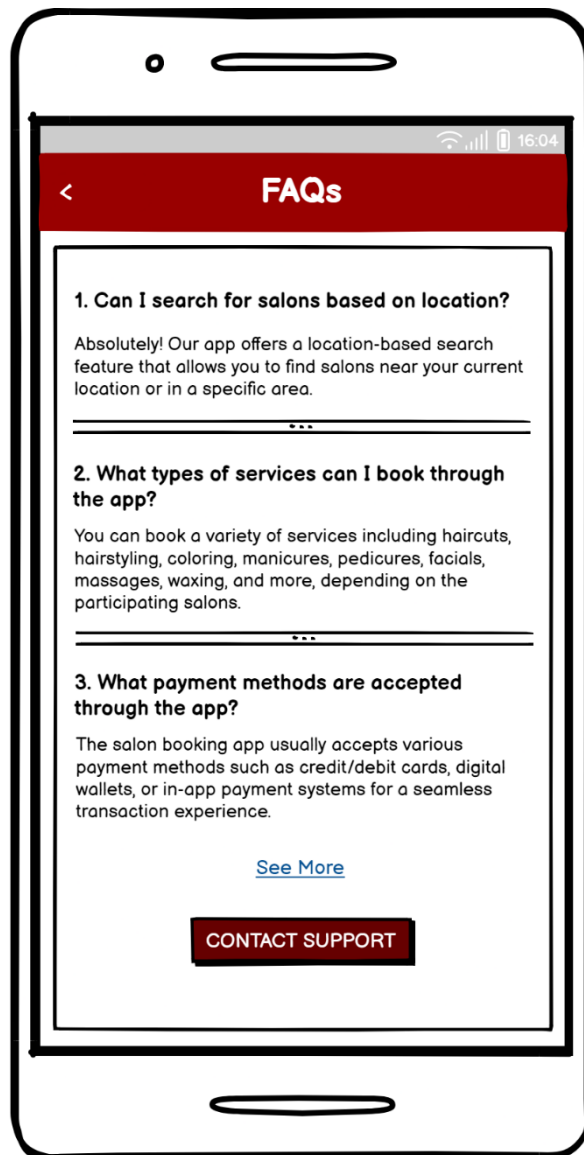 16:04
FAQs
1. Can I search for salons based on location?
Absolutely! Our app offers a location-based search
feature that allows you to find salons near your current
location or in a specific area.
2. What types of services can I book through
the app?
You can book a variety of services including haircuts,
hairstyling, coloring, manicures, pedicures, facials,
massages, waxing, and more, depending on the
participating salons.
3. What payment methods are accepted
through the app?
The salon booking app usually accepts various
payment methods such as credit/debit cards, digital
wallets, or in-app payment systems for a seamless
transaction experience.
See More
CONTACT SUPPORT